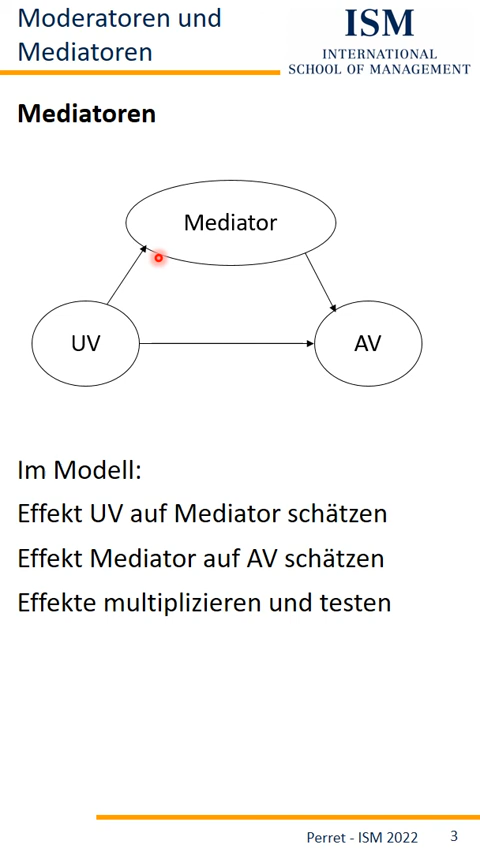 Moderatoren und
Mediatoren
ISM
INTERNATIONAL
SCHOOL OF MANAGEMENT
Mediatoren
Mediator
UV
AV
Im Modell:
Effekt UV auf Mediator schätzen
Effekt Mediator auf AV schätzen
Effekte multiplizieren und testen
Perret - ISM 2022
3